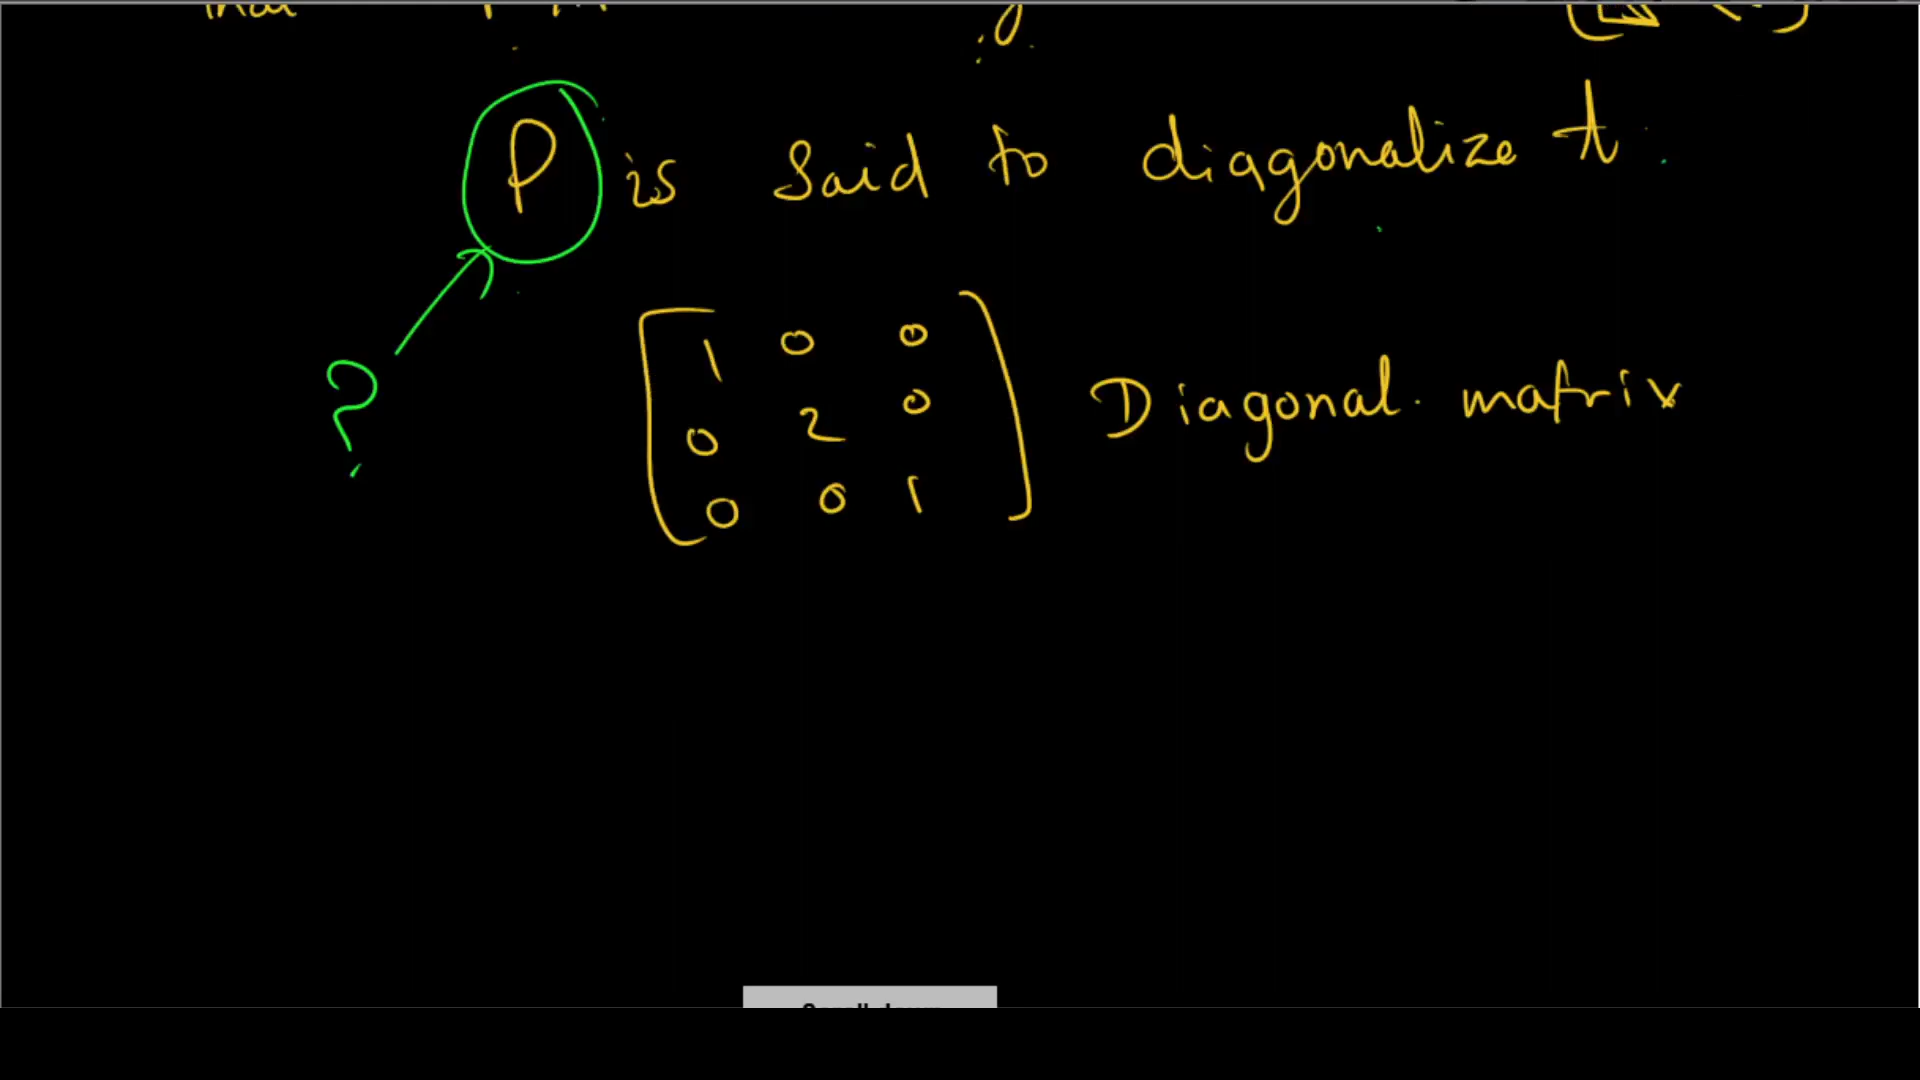 P is said to diagonalize A.
1 0 0
0 2 0 Diagonal matrix
0 0 1
?